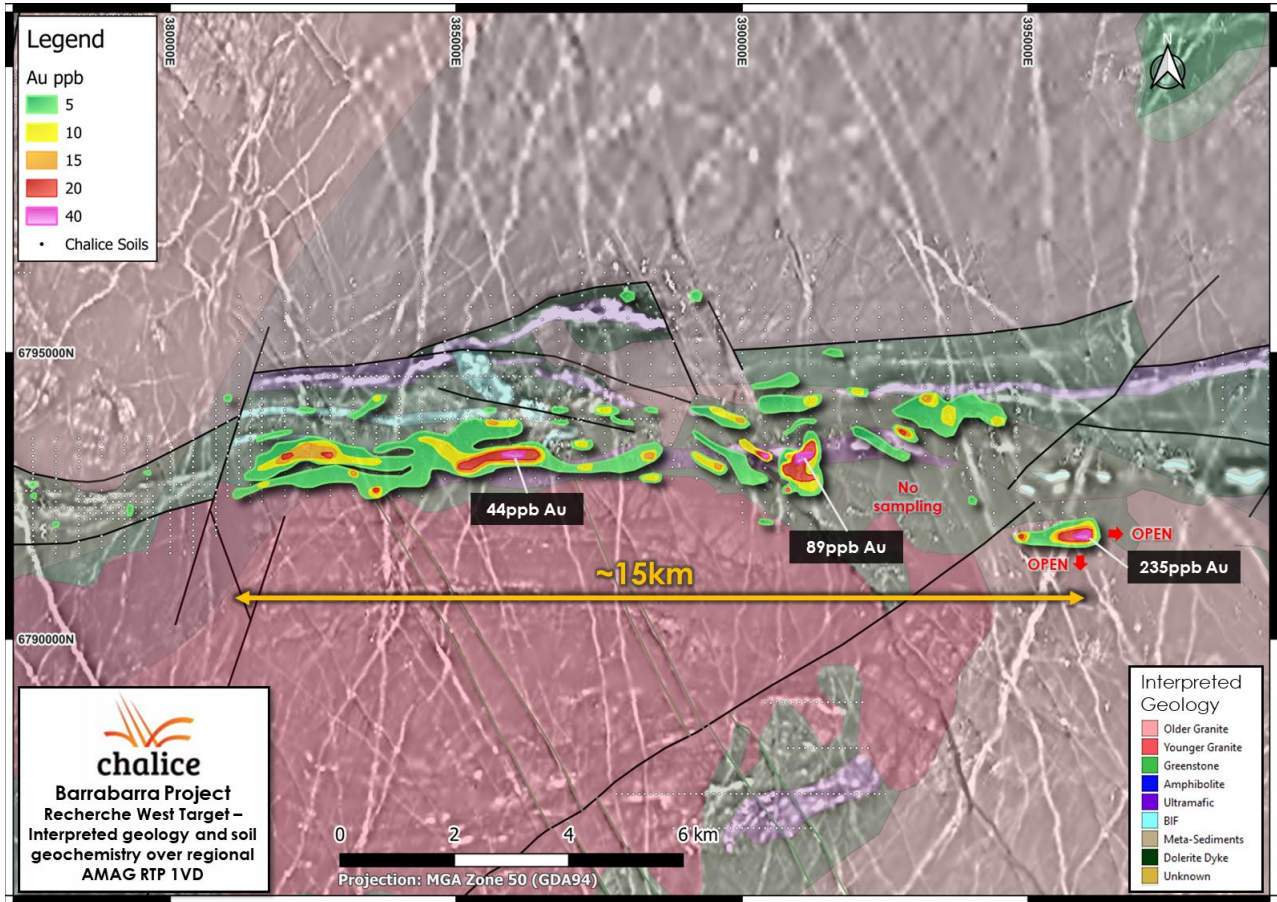 Legend
Au ppb
5
10
15
20
40
Chalice Soils
380000E
385000E
390000E
395000E
N
6795000N
6790000N
44ppb Au
89ppb Au
235ppb Au
No
sampling
OPEN
OPEN
~15km
chalice
Barrabarra Project
Recherche West Target –
Interpreted geology and soil
geochemistry over regional
AMAG RTP 1VD
0 2 4 6 km
Projection: MGA Zone 50 (GDA94)
Interpreted
Geology
Older Granite
Younger Granite
Greenstone
Amphibolite
Ultramafic
BIF
Meta-Sediments
Dolerite Dyke
Unknown